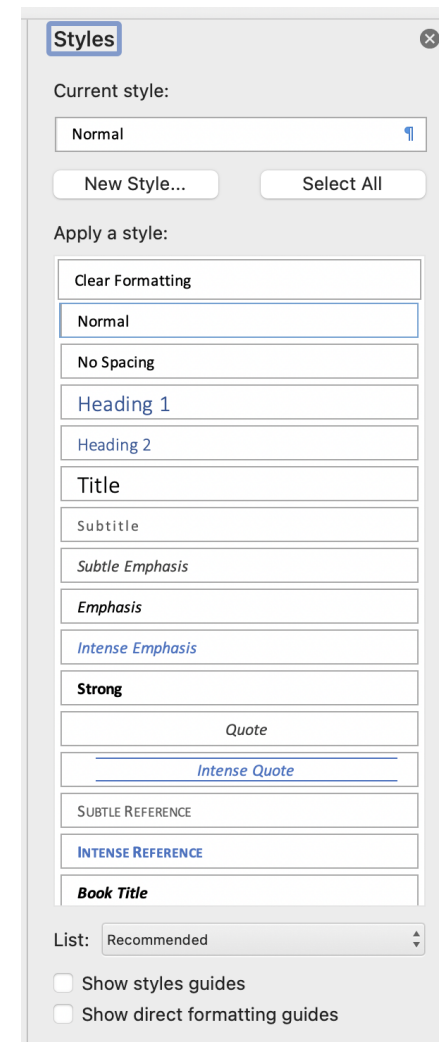 Styles
Current style:
Normal ¶
New Style... Select All
Apply a style:
Clear Formatting
Normal
No Spacing
Heading 1
Heading 2
Title
Subtitle
Subtle Emphasis
Emphasis
Intense Emphasis
Strong
Quote
Intense Quote
SUBTLE REFERENCE
INTENSE REFERENCE
Book Title
List: Recommended
Show styles guides
Show direct formatting guides